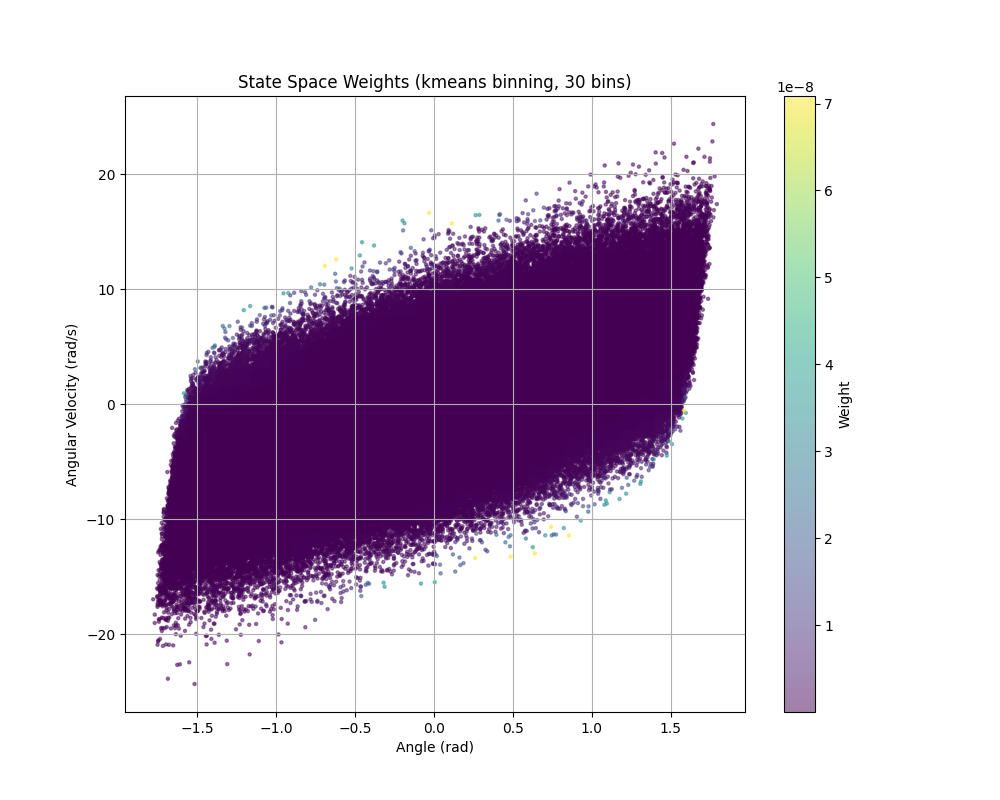 State Space Weights (kmeans binning, 30 bins)
1e−8
7
6
5
4
3
2
1
Weight
20
10
0
−10
−20
Angular Velocity (rad/s)
−1.5 −1.0 −0.5 0.0 0.5 1.0 1.5
Angle (rad)